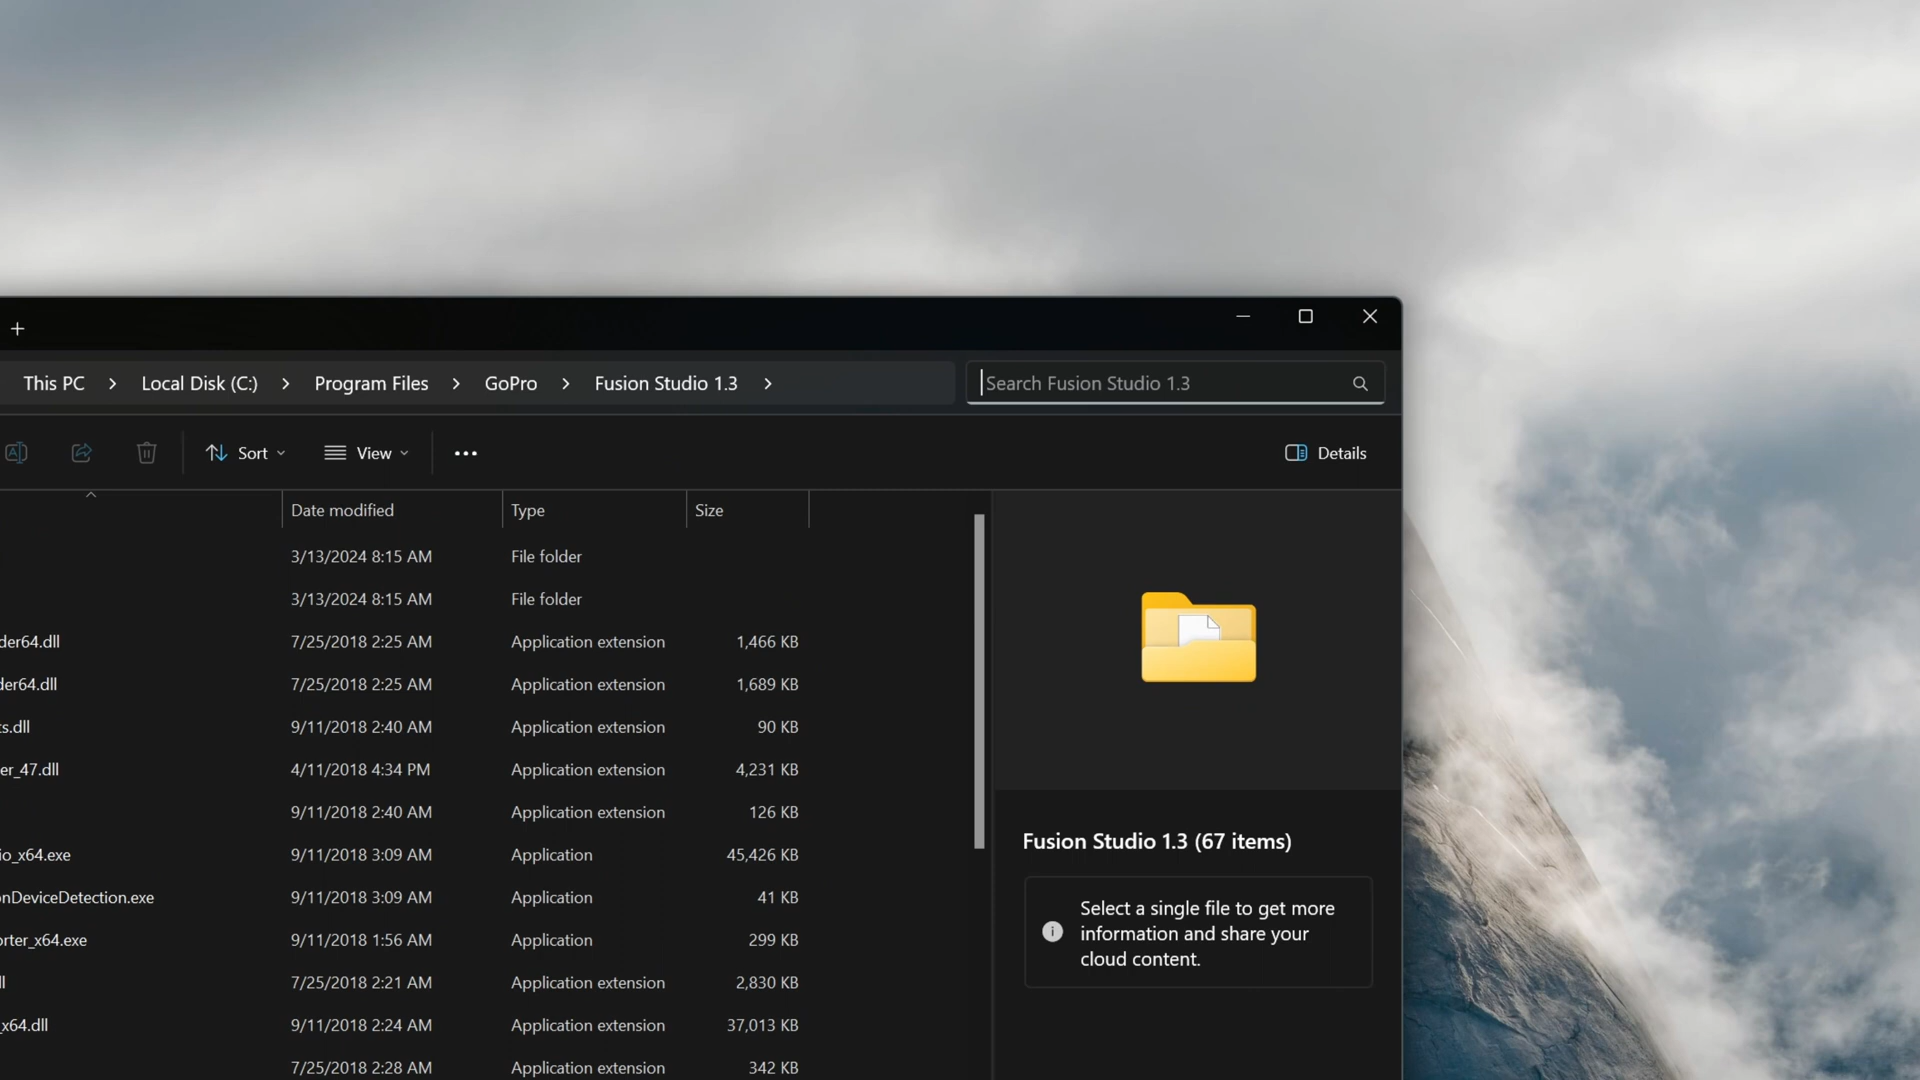 This PC > Local Disk (C:) > Program Files > GoPro > Fusion Studio 1.3 >
Search Fusion Studio 1.3
Sort
View
Details
Date modified Type Size
3/13/2024 8:15 AM File folder
3/13/2024 8:15 AM File folder
der64.dll 7/25/2018 2:25 AM Application extension 1,466 KB
der64.dll 7/25/2018 2:25 AM Application extension 1,689 KB
ts.dll 9/11/2018 2:40 AM Application extension 90 KB
er_47.dll 4/11/2018 4:34 PM Application extension 4,231 KB
9/11/2018 2:40 AM Application extension 126 KB
io_x64.exe 9/11/2018 3:09 AM Application 45,426 KB
onDeviceDetection.exe 9/11/2018 3:09 AM Application 41 KB
orter_x64.exe 9/11/2018 1:56 AM Application 299 KB
ll 7/25/2018 2:21 AM Application extension 2,830 KB
_x64.dll 9/11/2018 2:24 AM Application extension 37,013 KB
7/25/2018 2:28 AM Application extension 342 KB
Fusion Studio 1.3 (67 items)
Select a single file to get more
information and share your
cloud content.